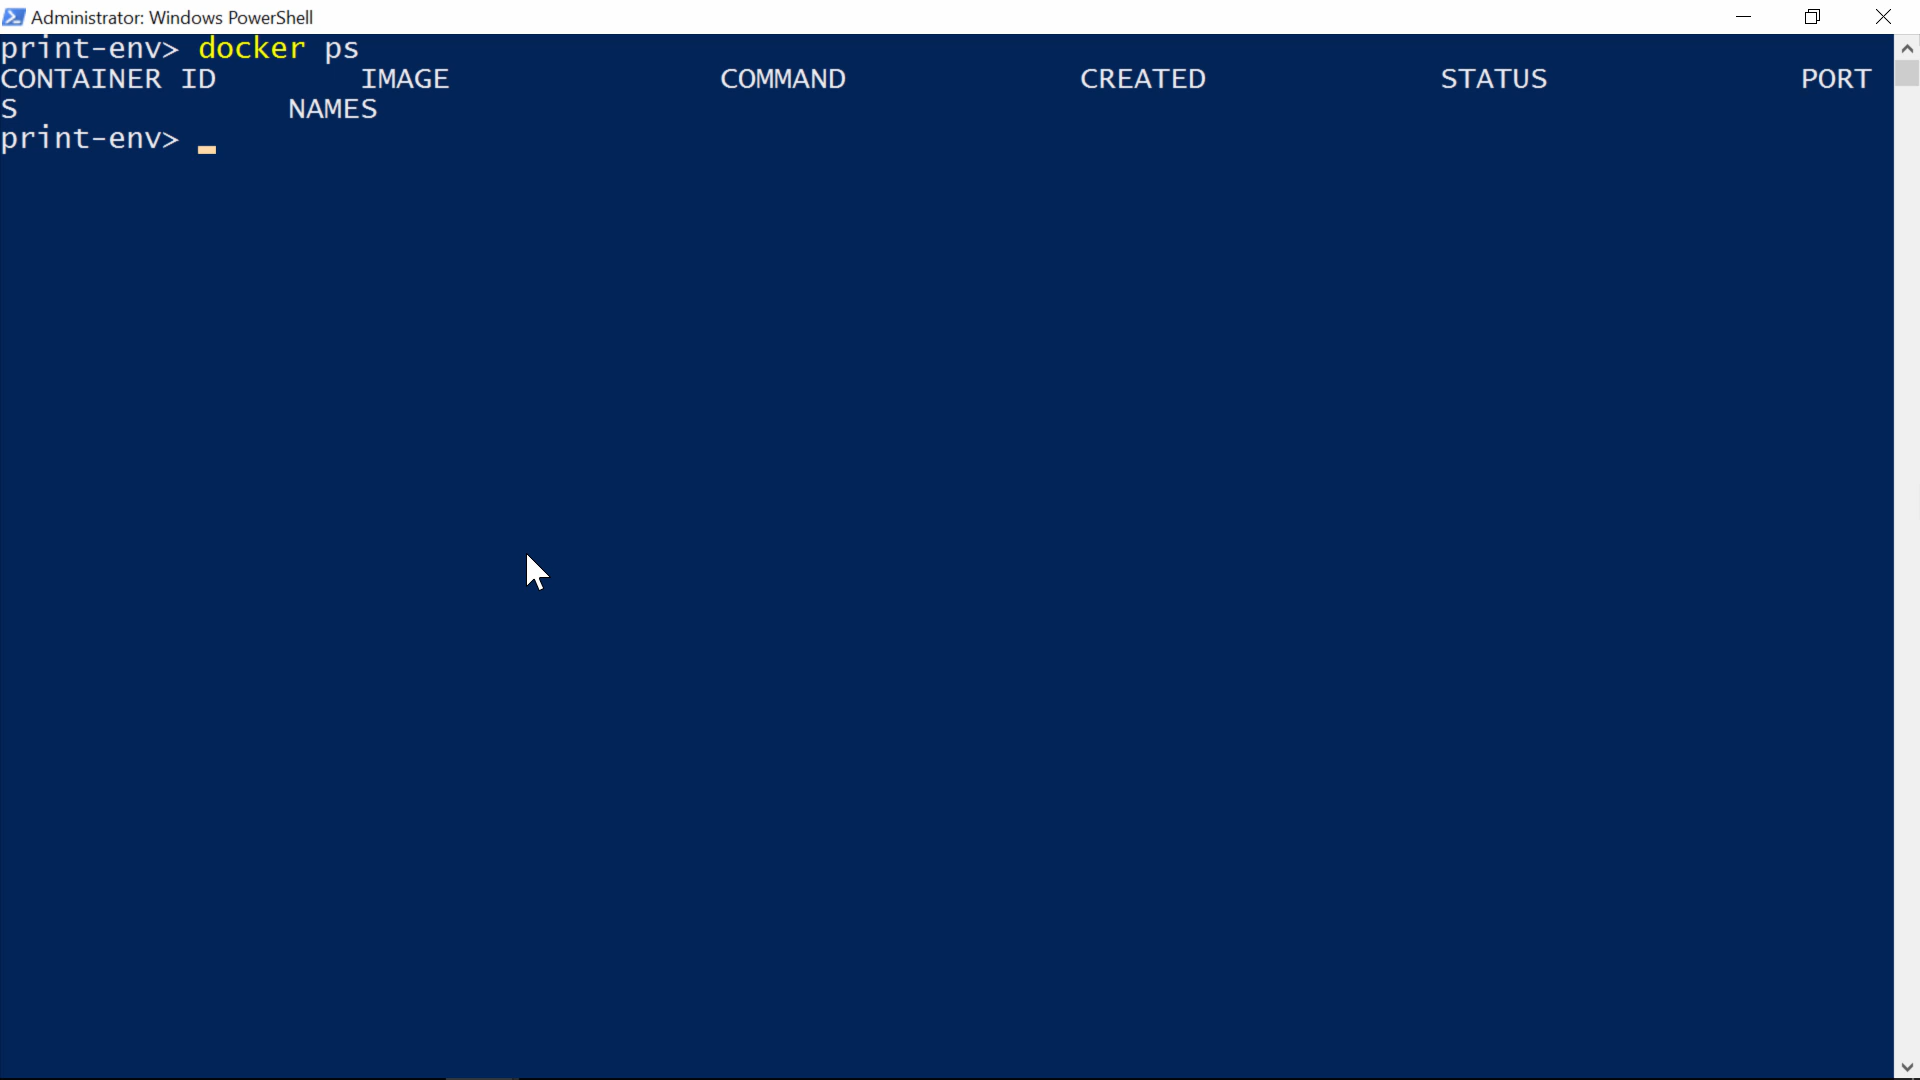 Administrator: Windows PowerShell
print-env> docker ps
CONTAINER ID        IMAGE               COMMAND             CREATED             STATUS              PORT
S               NAMES
print-env>